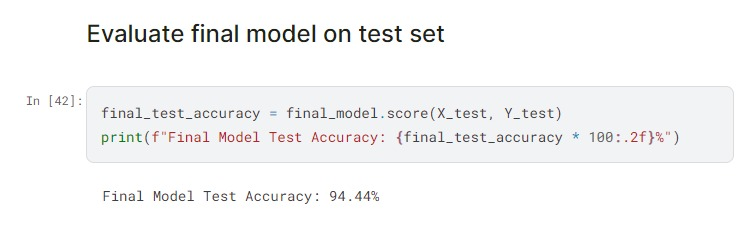 Evaluate final model on test set
In [42]:
final_test_accuracy = final_model.score(X_test, Y_test)
print(f"Final Model Test Accuracy: {final_test_accuracy * 100:.2f}%")
Final Model Test Accuracy: 94.44%